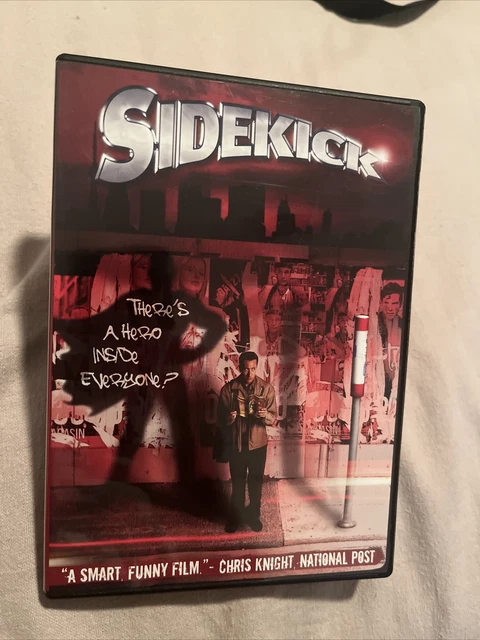 SIDEKICK
THERE'S
A HERO
INSIDE
EVERYONE?
"A SMART, FUNNY FILM."- CHRIS KNIGHT, NATIONAL POST